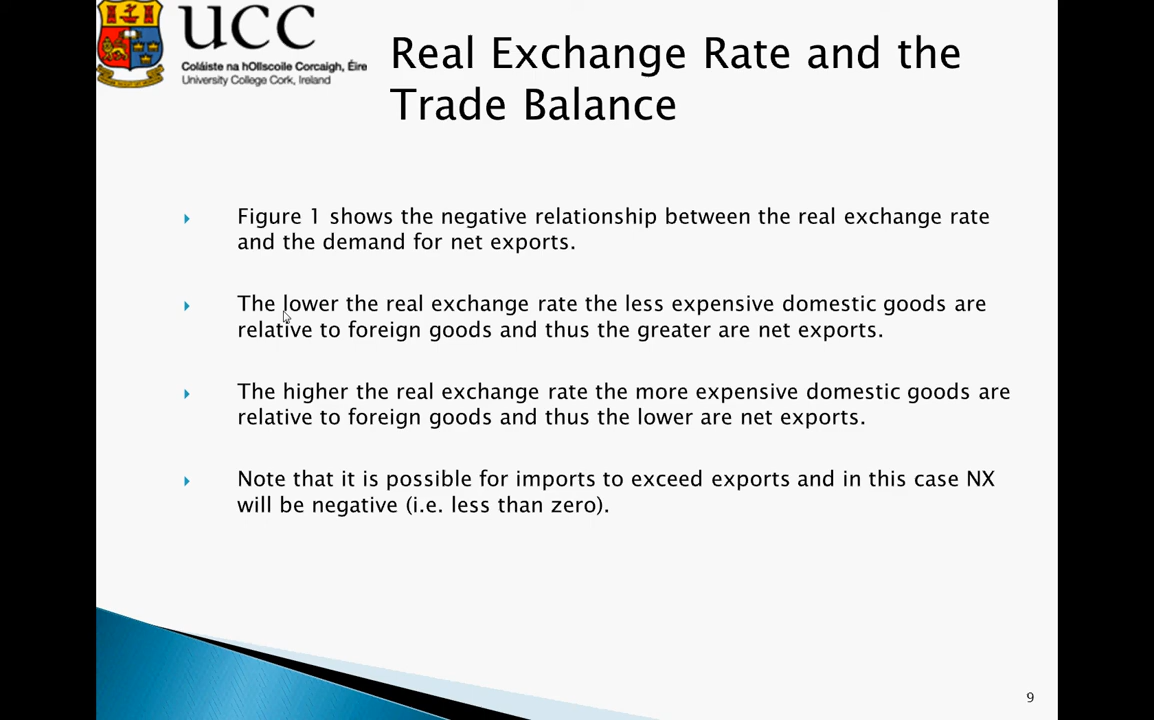 UCC
Coláiste na hOllscoile Corcaigh, Éire
University College Cork, Ireland
Real Exchange Rate and the
Trade Balance
Figure 1 shows the negative relationship between the real exchange rate
and the demand for net exports.
The lower the real exchange rate the less expensive domestic goods are
relative to foreign goods and thus the greater are net exports.
The higher the real exchange rate the more expensive domestic goods are
relative to foreign goods and thus the lower are net exports.
Note that it is possible for imports to exceed exports and in this case NX
will be negative (i.e. less than zero).
9